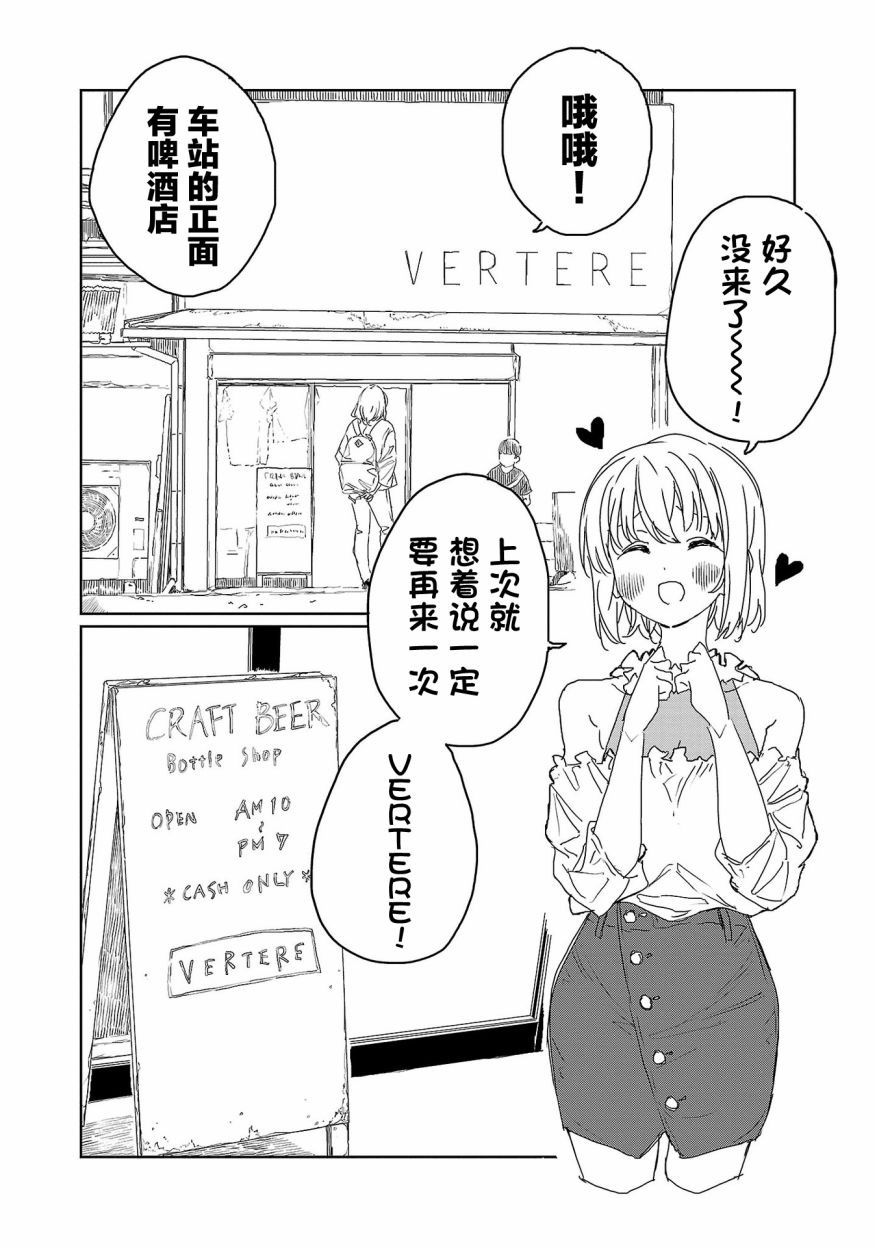 哦哦！
车站的正面
有啤酒店
VERTERE
好久
没来了~~~~！
上次就
想着说一定
要再来一次
VERTERE！
CRAFT BEER
Bottle Shop
OPEN AM10
~
PM 7
*CASH ONLY*
VERTERE